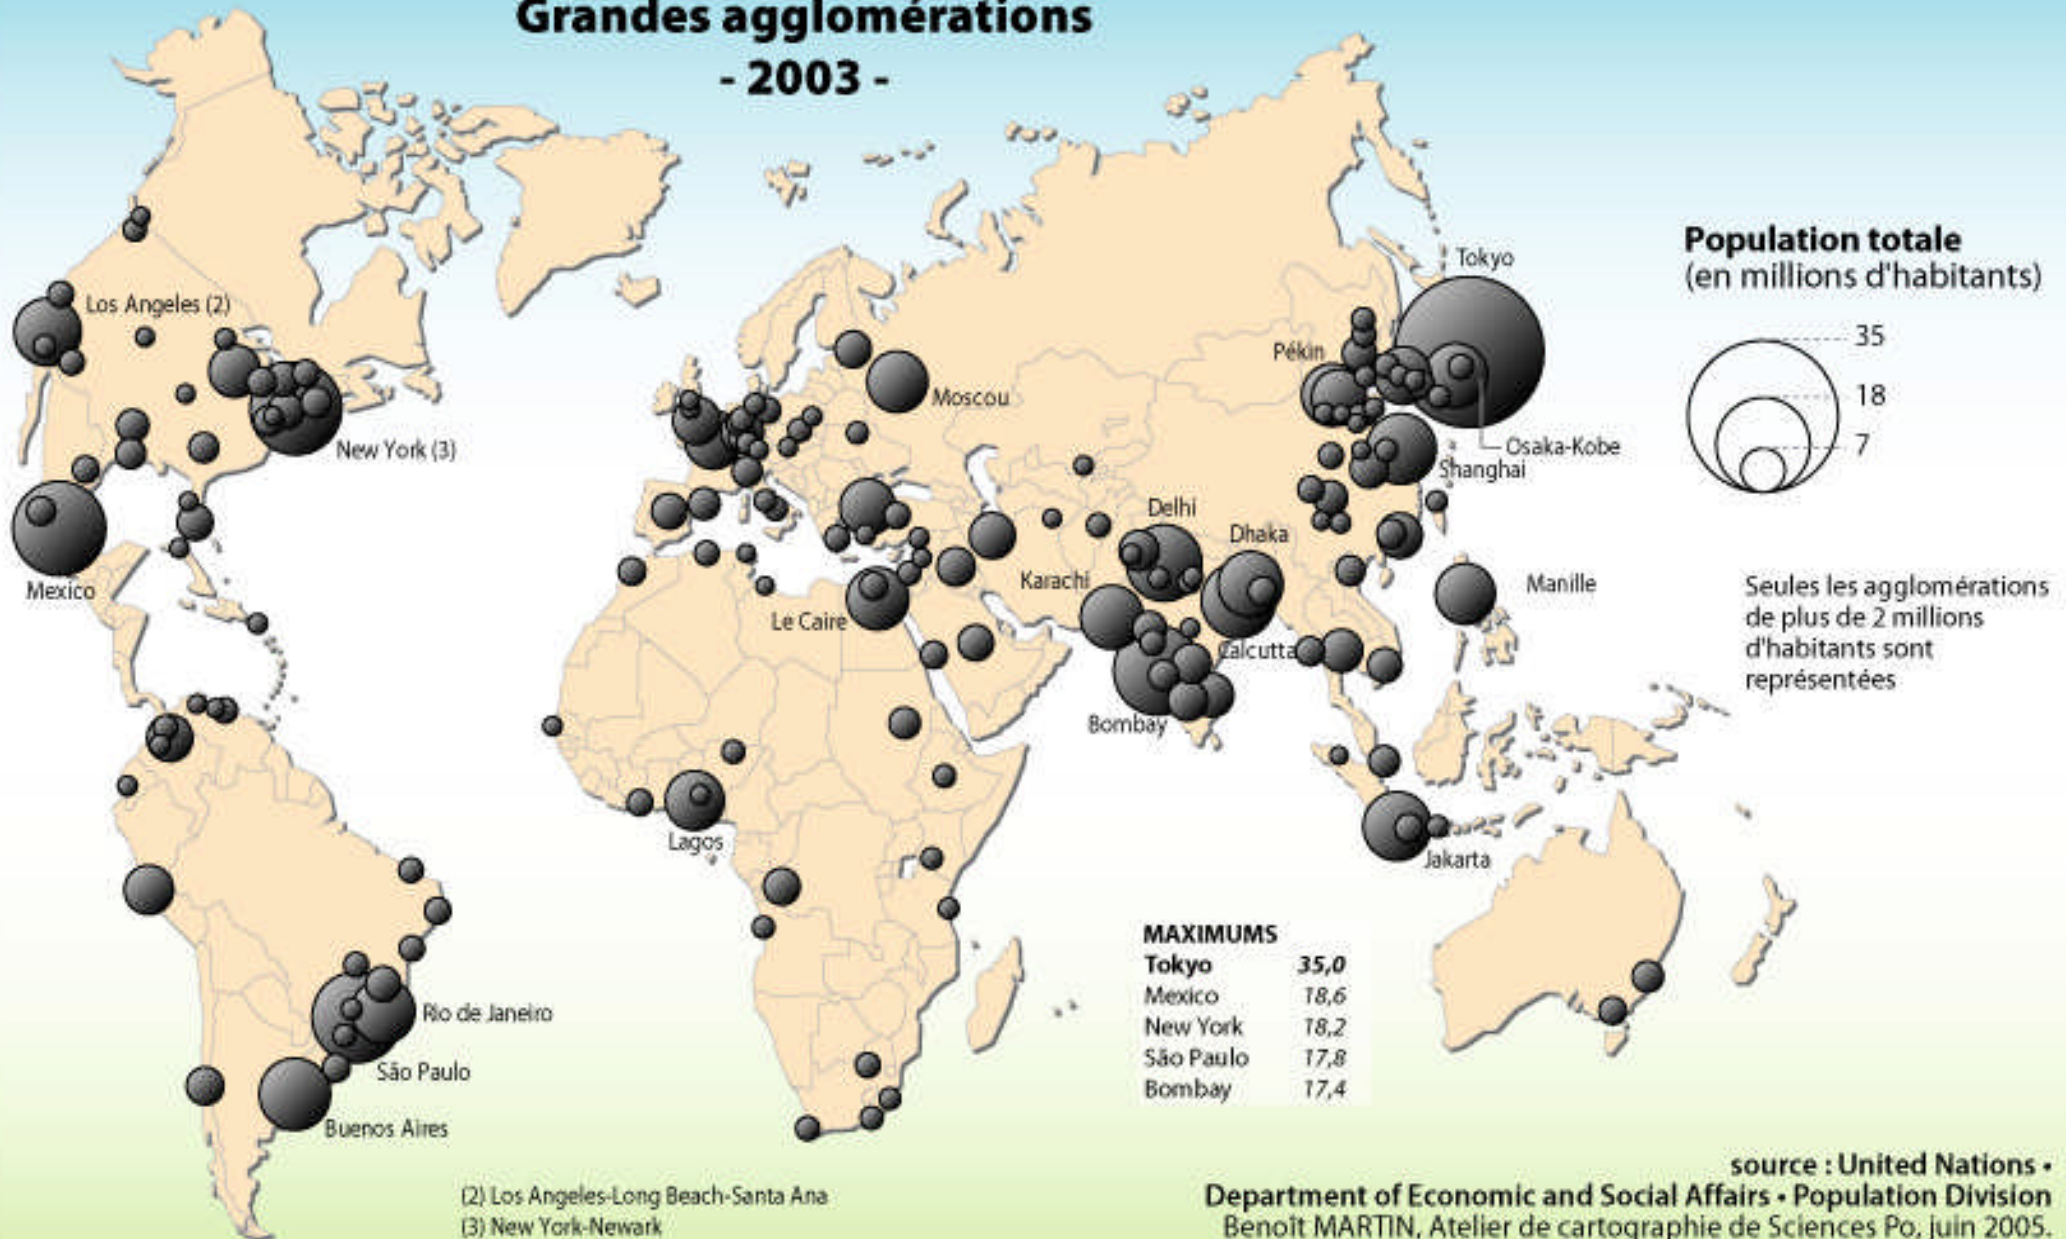 Grandes agglomérations
- 2003 -
Tokyo
Population totale
(en millions d'habitants)
35
18
7
Los Angeles (2)
Pékin
Moscou
New York (3)
Osaka-Kobe
Shanghai
Delhi
Dhaka
Karachi
Manille
Seules les agglomérations
de plus de 2 millions
d'habitants sont
représentées
Mexico
Le Caire
Calcutta
Bombay
Lagos
Jakarta
MAXIMUMS
Tokyo 35,0
Mexico 18,6
New York 18,2
São Paulo 17,8
Bombay 17,4
Rio de Janeiro
São Paulo
Buenos Aires
(2) Los Angeles-Long Beach-Santa Ana
(3) New York-Newark
source : United Nations •
Department of Economic and Social Affairs • Population Division
Benoît MARTIN, Atelier de cartographie de Sciences Po, juin 2005.